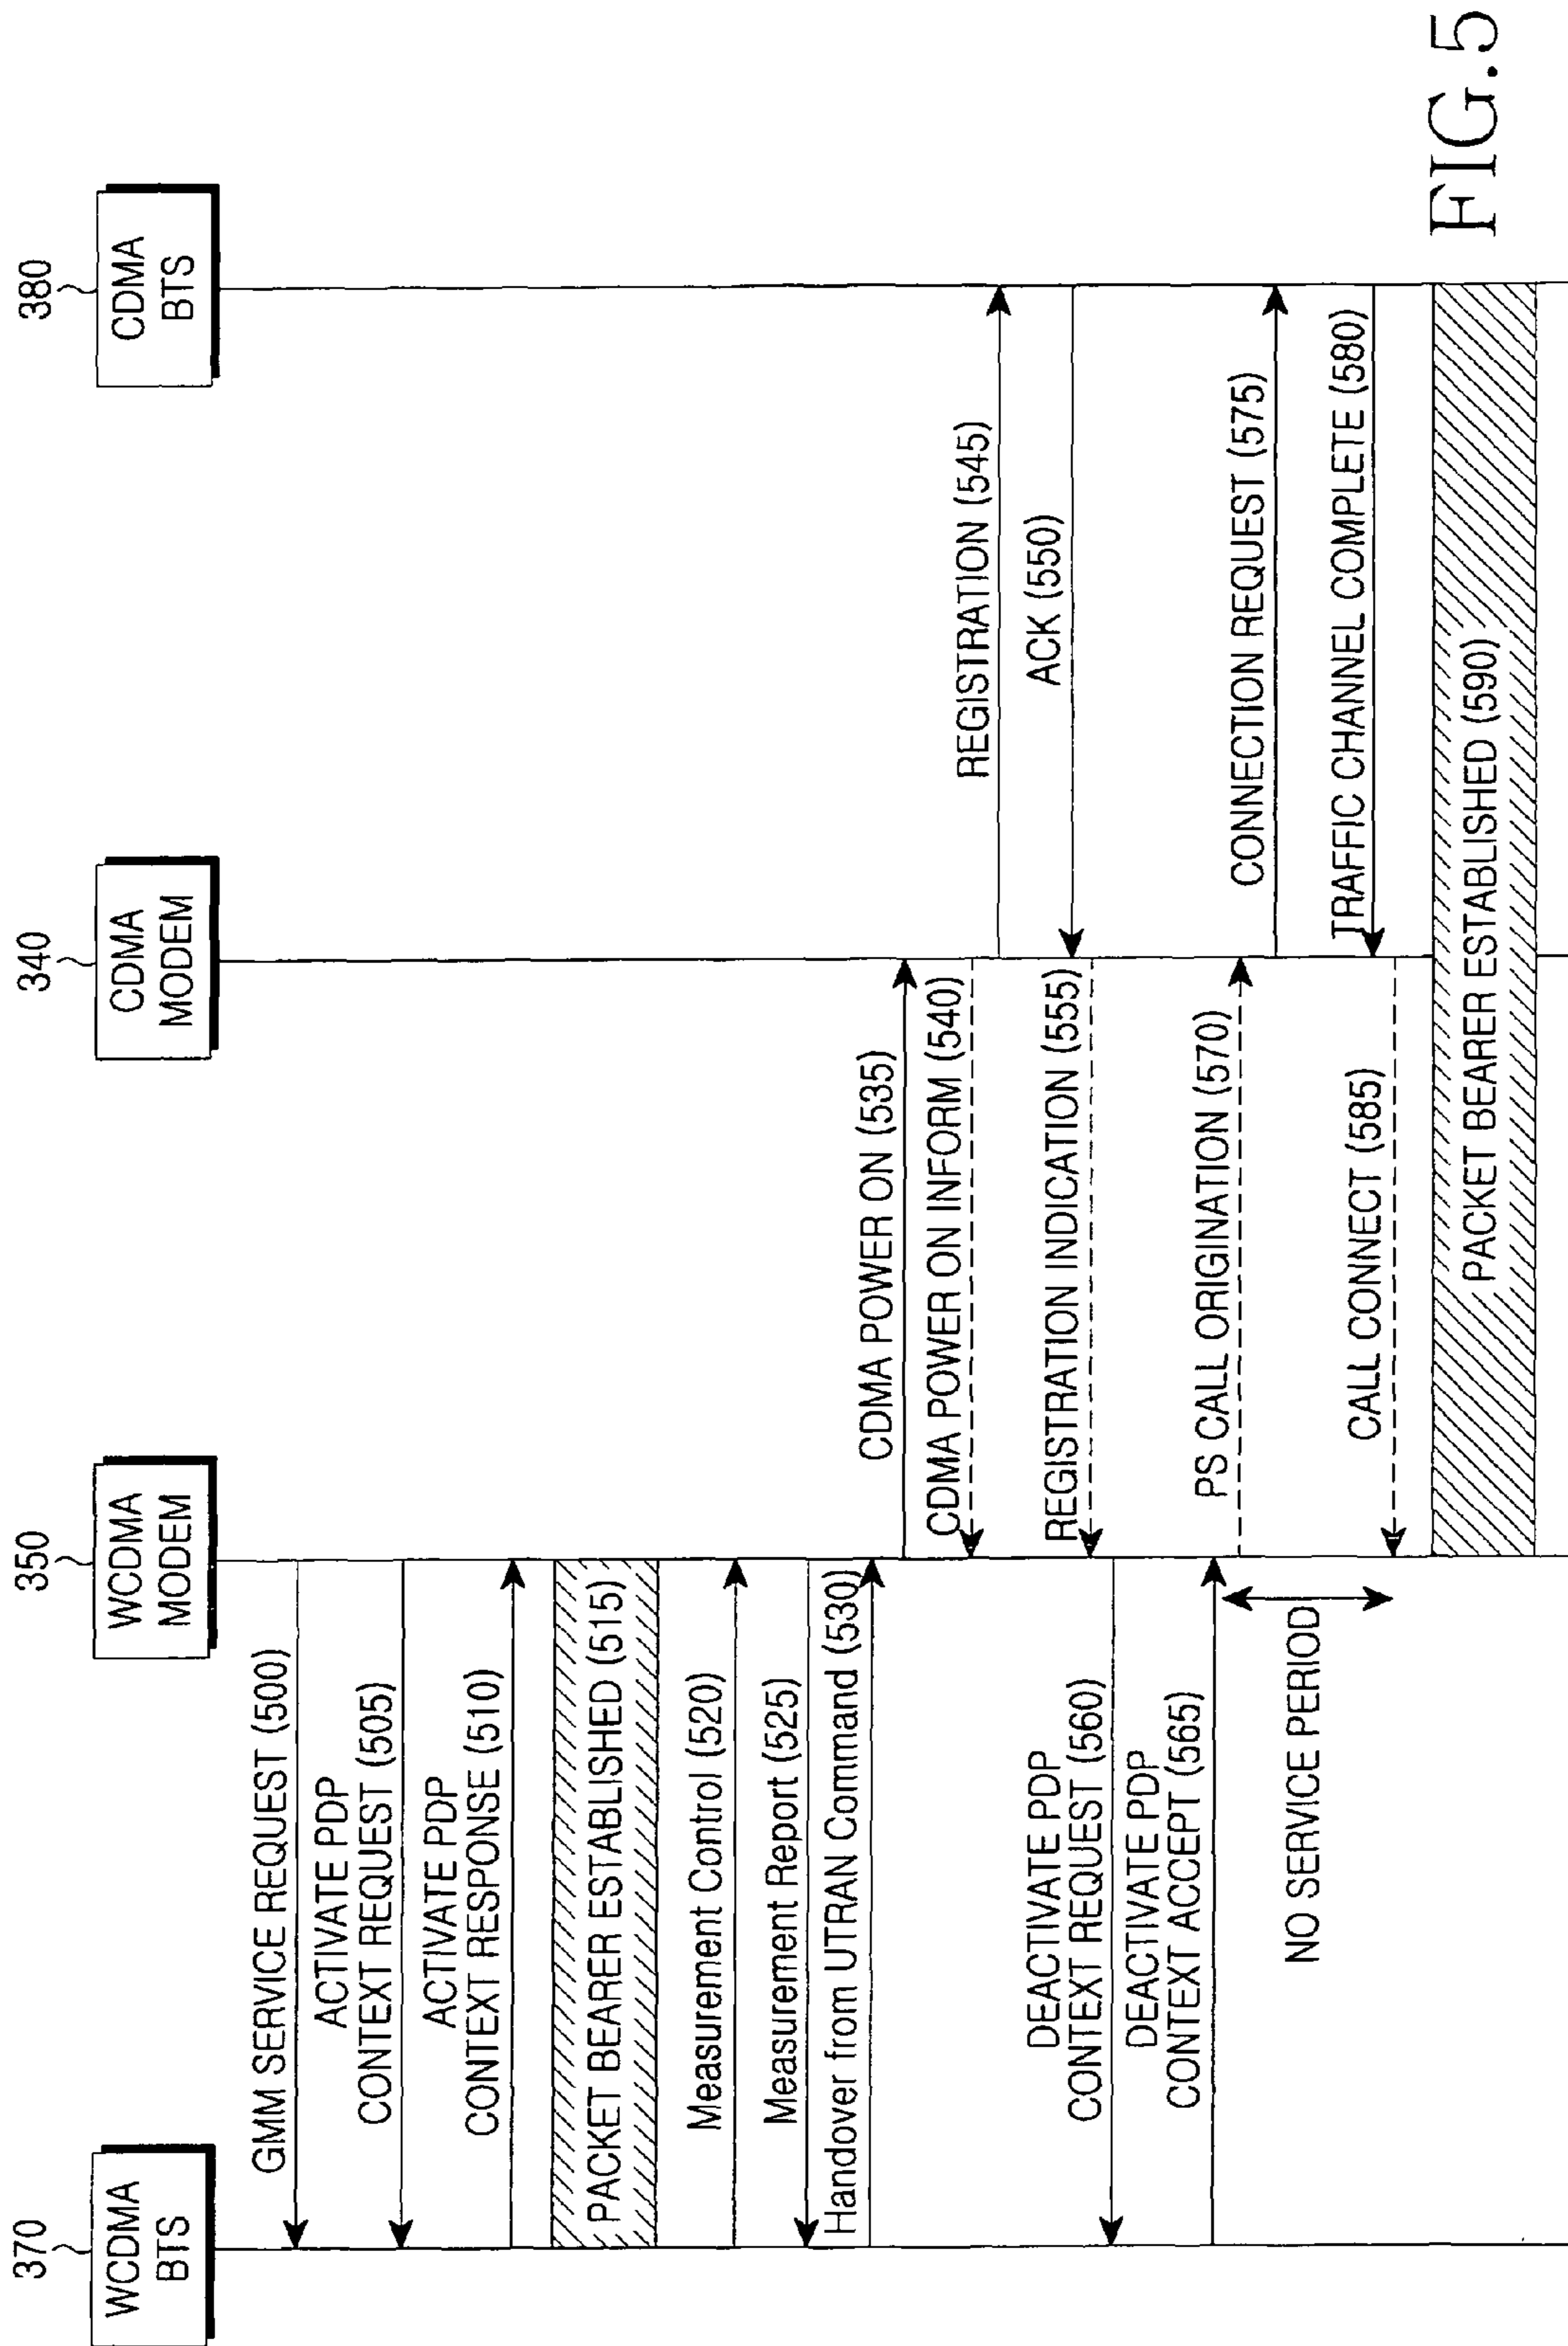 370
WCDMA
BTS
350
WCDMA
MODEM
340
CDMA
MODEM
380
CDMA
BTS
GMM SERVICE REQUEST (500)
ACTIVATE PDP
CONTEXT REQUEST (505)
ACTIVATE PDP
CONTEXT RESPONSE (510)
PACKET BEARER ESTABLISHED (515)
Measurement Control (520)
Measurement Report (525)
Handover from UTRAN Command (530)
CDMA POWER ON (535)
CDMA POWER ON INFORM (540)
REGISTRATION (545)
ACK (550)
REGISTRATION INDICATION (555)
DEACTIVATE PDP
CONTEXT REQUEST (560)
DEACTIVATE PDP
CONTEXT ACCEPT (565)
PS CALL ORIGINATION (570)
CONNECTION REQUEST (575)
NO SERVICE PERIOD
TRAFFIC CHANNEL COMPLETE (580)
CALL CONNECT (585)
PACKET BEARER ESTABLISHED (590)
FIG.5